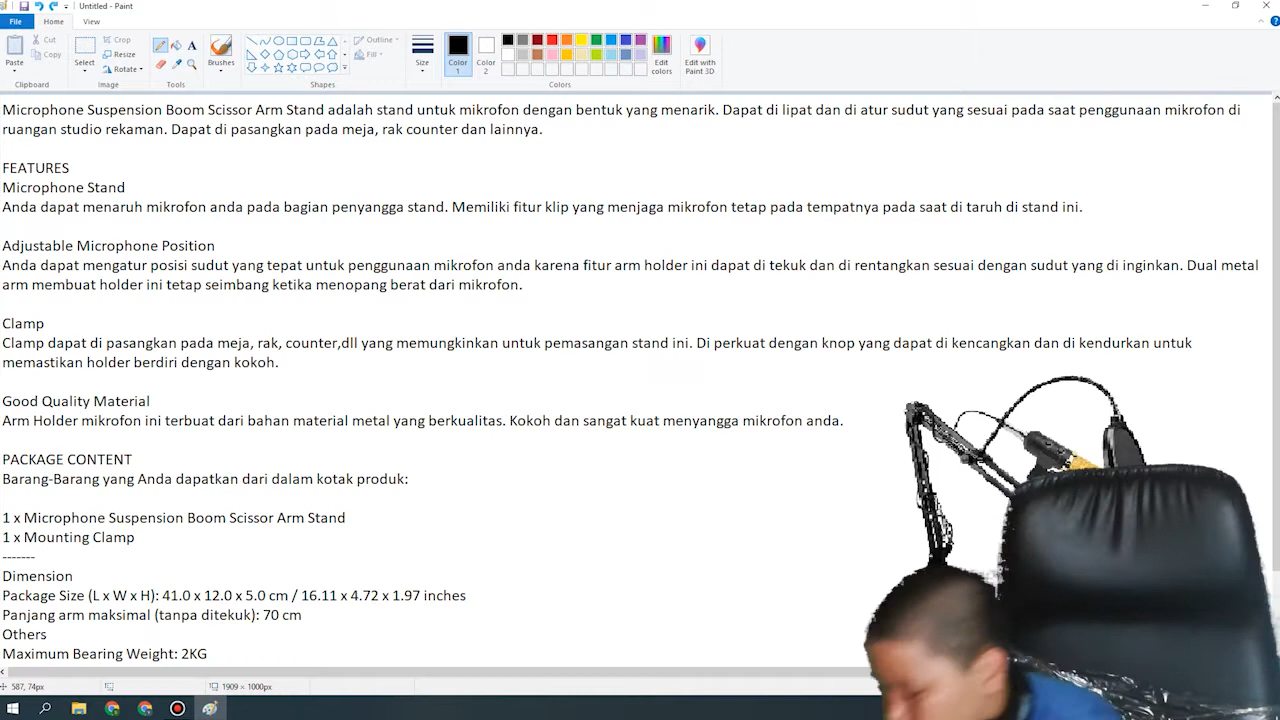 Untitled - Paint
File Home View
Paste
Cut
Copy
Clipboard
Select
Crop
Resize
Rotate
Image
Tools
Brushes
Shapes
Outline
Fill
Size
Color 1
Color 2
Colors
Edit colors
Edit with Paint 3D
Microphone Suspension Boom Scissor Arm Stand adalah stand untuk mikrofon dengan bentuk yang menarik. Dapat di lipat dan di atur sudut yang sesuai pada saat penggunaan mikrofon di
ruangan studio rekaman. Dapat di pasangkan pada meja, rak counter dan lainnya.
FEATURES
Microphone Stand
Anda dapat menaruh mikrofon anda pada bagian penyangga stand. Memiliki fitur klip yang menjaga mikrofon tetap pada tempatnya pada saat di taruh di stand ini.
Adjustable Microphone Position
Anda dapat mengatur posisi sudut yang tepat untuk penggunaan mikrofon anda karena fitur arm holder ini dapat di tekuk dan di rentangkan sesuai dengan sudut yang di inginkan. Dual metal
arm membuat holder ini tetap seimbang ketika menopang berat dari mikrofon.
Clamp
Clamp dapat di pasangkan pada meja, rak, counter,dll yang memungkinkan untuk pemasangan stand ini. Di perkuat dengan knop yang dapat di kencangkan dan di kendurkan untuk
memastikan holder berdiri dengan kokoh.
Good Quality Material
Arm Holder mikrofon ini terbuat dari bahan material metal yang berkualitas. Kokoh dan sangat kuat menyangga mikrofon anda.
PACKAGE CONTENT
Barang-Barang yang Anda dapatkan dari dalam kotak produk:
1 x Microphone Suspension Boom Scissor Arm Stand
1 x Mounting Clamp
-------
Dimension
Package Size (L x W x H): 41.0 x 12.0 x 5.0 cm / 16.11 x 4.72 x 1.97 inches
Panjang arm maksimal (tanpa ditekuk): 70 cm
Others
Maximum Bearing Weight: 2KG
587, 74px
1909 × 1000px